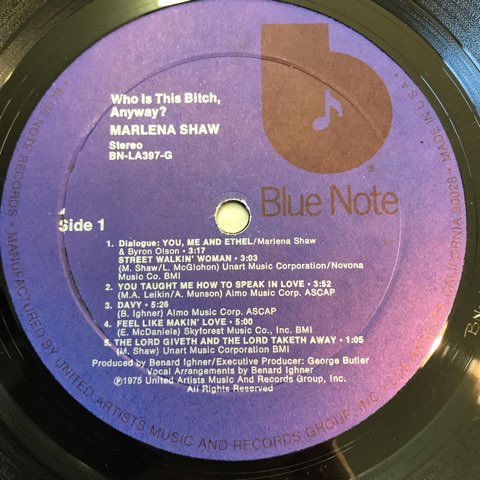 Who Is This Bitch,
Anyway?
MARLENA SHAW
Stereo
BN-LA397-G
Blue Note
Side 1
1. Dialogue: YOU, ME AND ETHEL/Marlena Shaw
& Byron Olson • 3:17
STREET WALKIN' WOMAN • 3:03
(M. Shaw/L. McGlohon) Unart Music Corporation/Novona
Music Co. BMI
2. YOU TAUGHT ME HOW TO SPEAK IN LOVE • 3:52
(M.A. Leikin/A. Munson) Almo Music Corp. ASCAP
3. DAVY • 5:25
(B. Ighner) Almo Music Corp. ASCAP
4. FEEL LIKE MAKIN' LOVE • 5:00
(E. McDaniels) Skyforest Music Co., Inc. BMI
5. THE LORD GIVETH AND THE LORD TAKETH AWAY • 1:05
(M. Shaw) Unart Music Corporation BMI
Produced by Benard Ighner/Executive Producer: George Butler
Vocal Arrangements by Benard Ighner
Ⓟ1975 United Artists Music And Records Group, Inc.
All Rights Reserved
BLUE NOTE RECORDS • MANUFACTURED BY UNITED ARTISTS MUSIC AND RECORDS GROUP, INC. CALIFORNIA 90028 • MADE IN U.S.A.